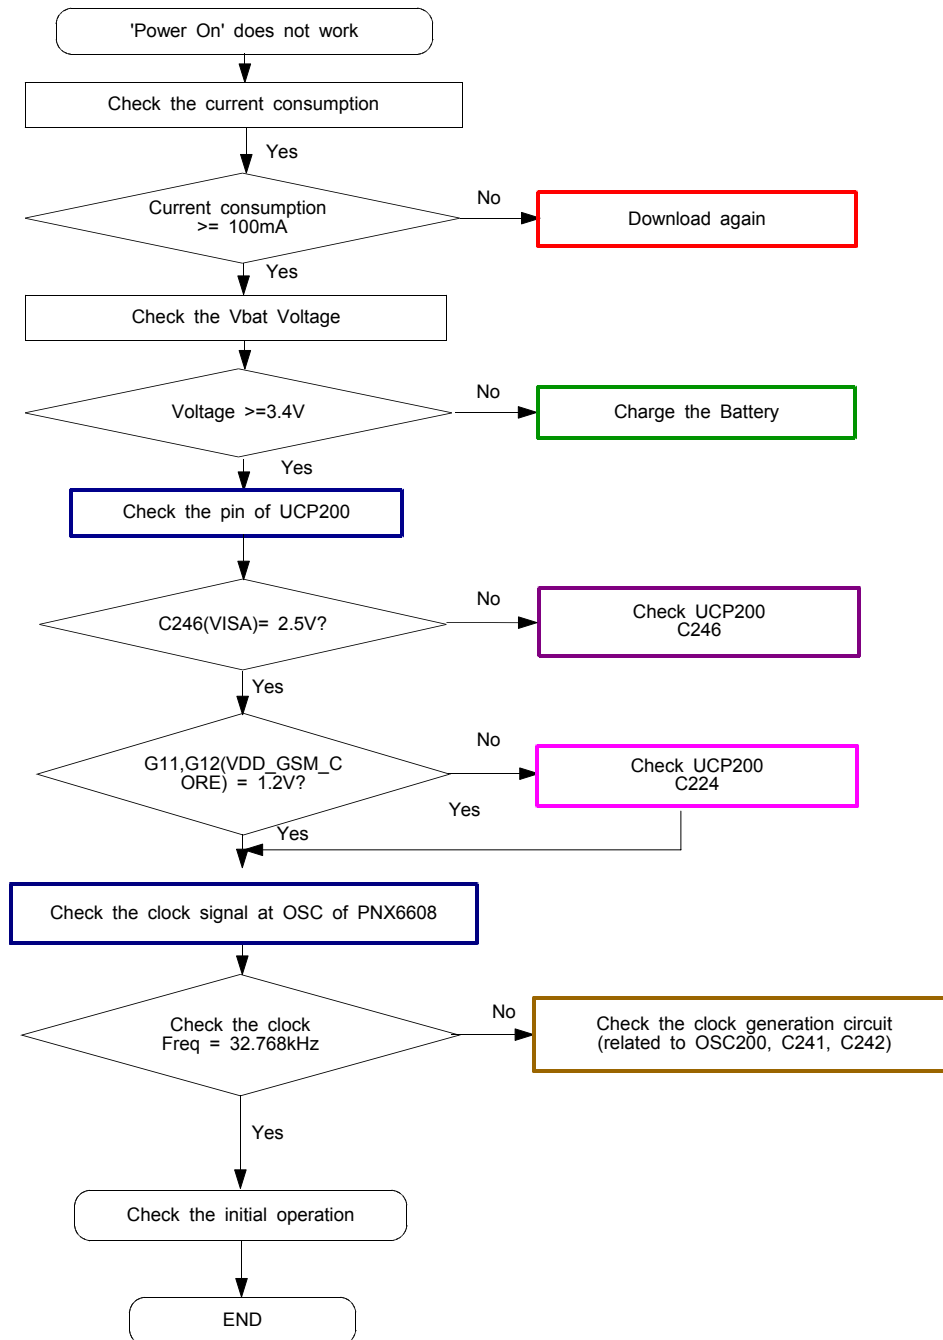 'Power On' does not work
Check the current consumption
Yes
Current consumption
>= 100mA
No
Download again
Yes
Check the Vbat Voltage
Voltage >=3.4V
No
Charge the Battery
Yes
Check the pin of UCP200
C246(VISA)= 2.5V?
No
Check UCP200
C246
Yes
G11,G12(VDD_GSM_C
ORE) = 1.2V?
No
Check UCP200
C224
Yes
Yes
Check the clock signal at OSC of PNX6608
Check the clock
Freq = 32.768kHz
No
Check the clock generation circuit
(related to OSC200, C241, C242)
Yes
Check the initial operation
END